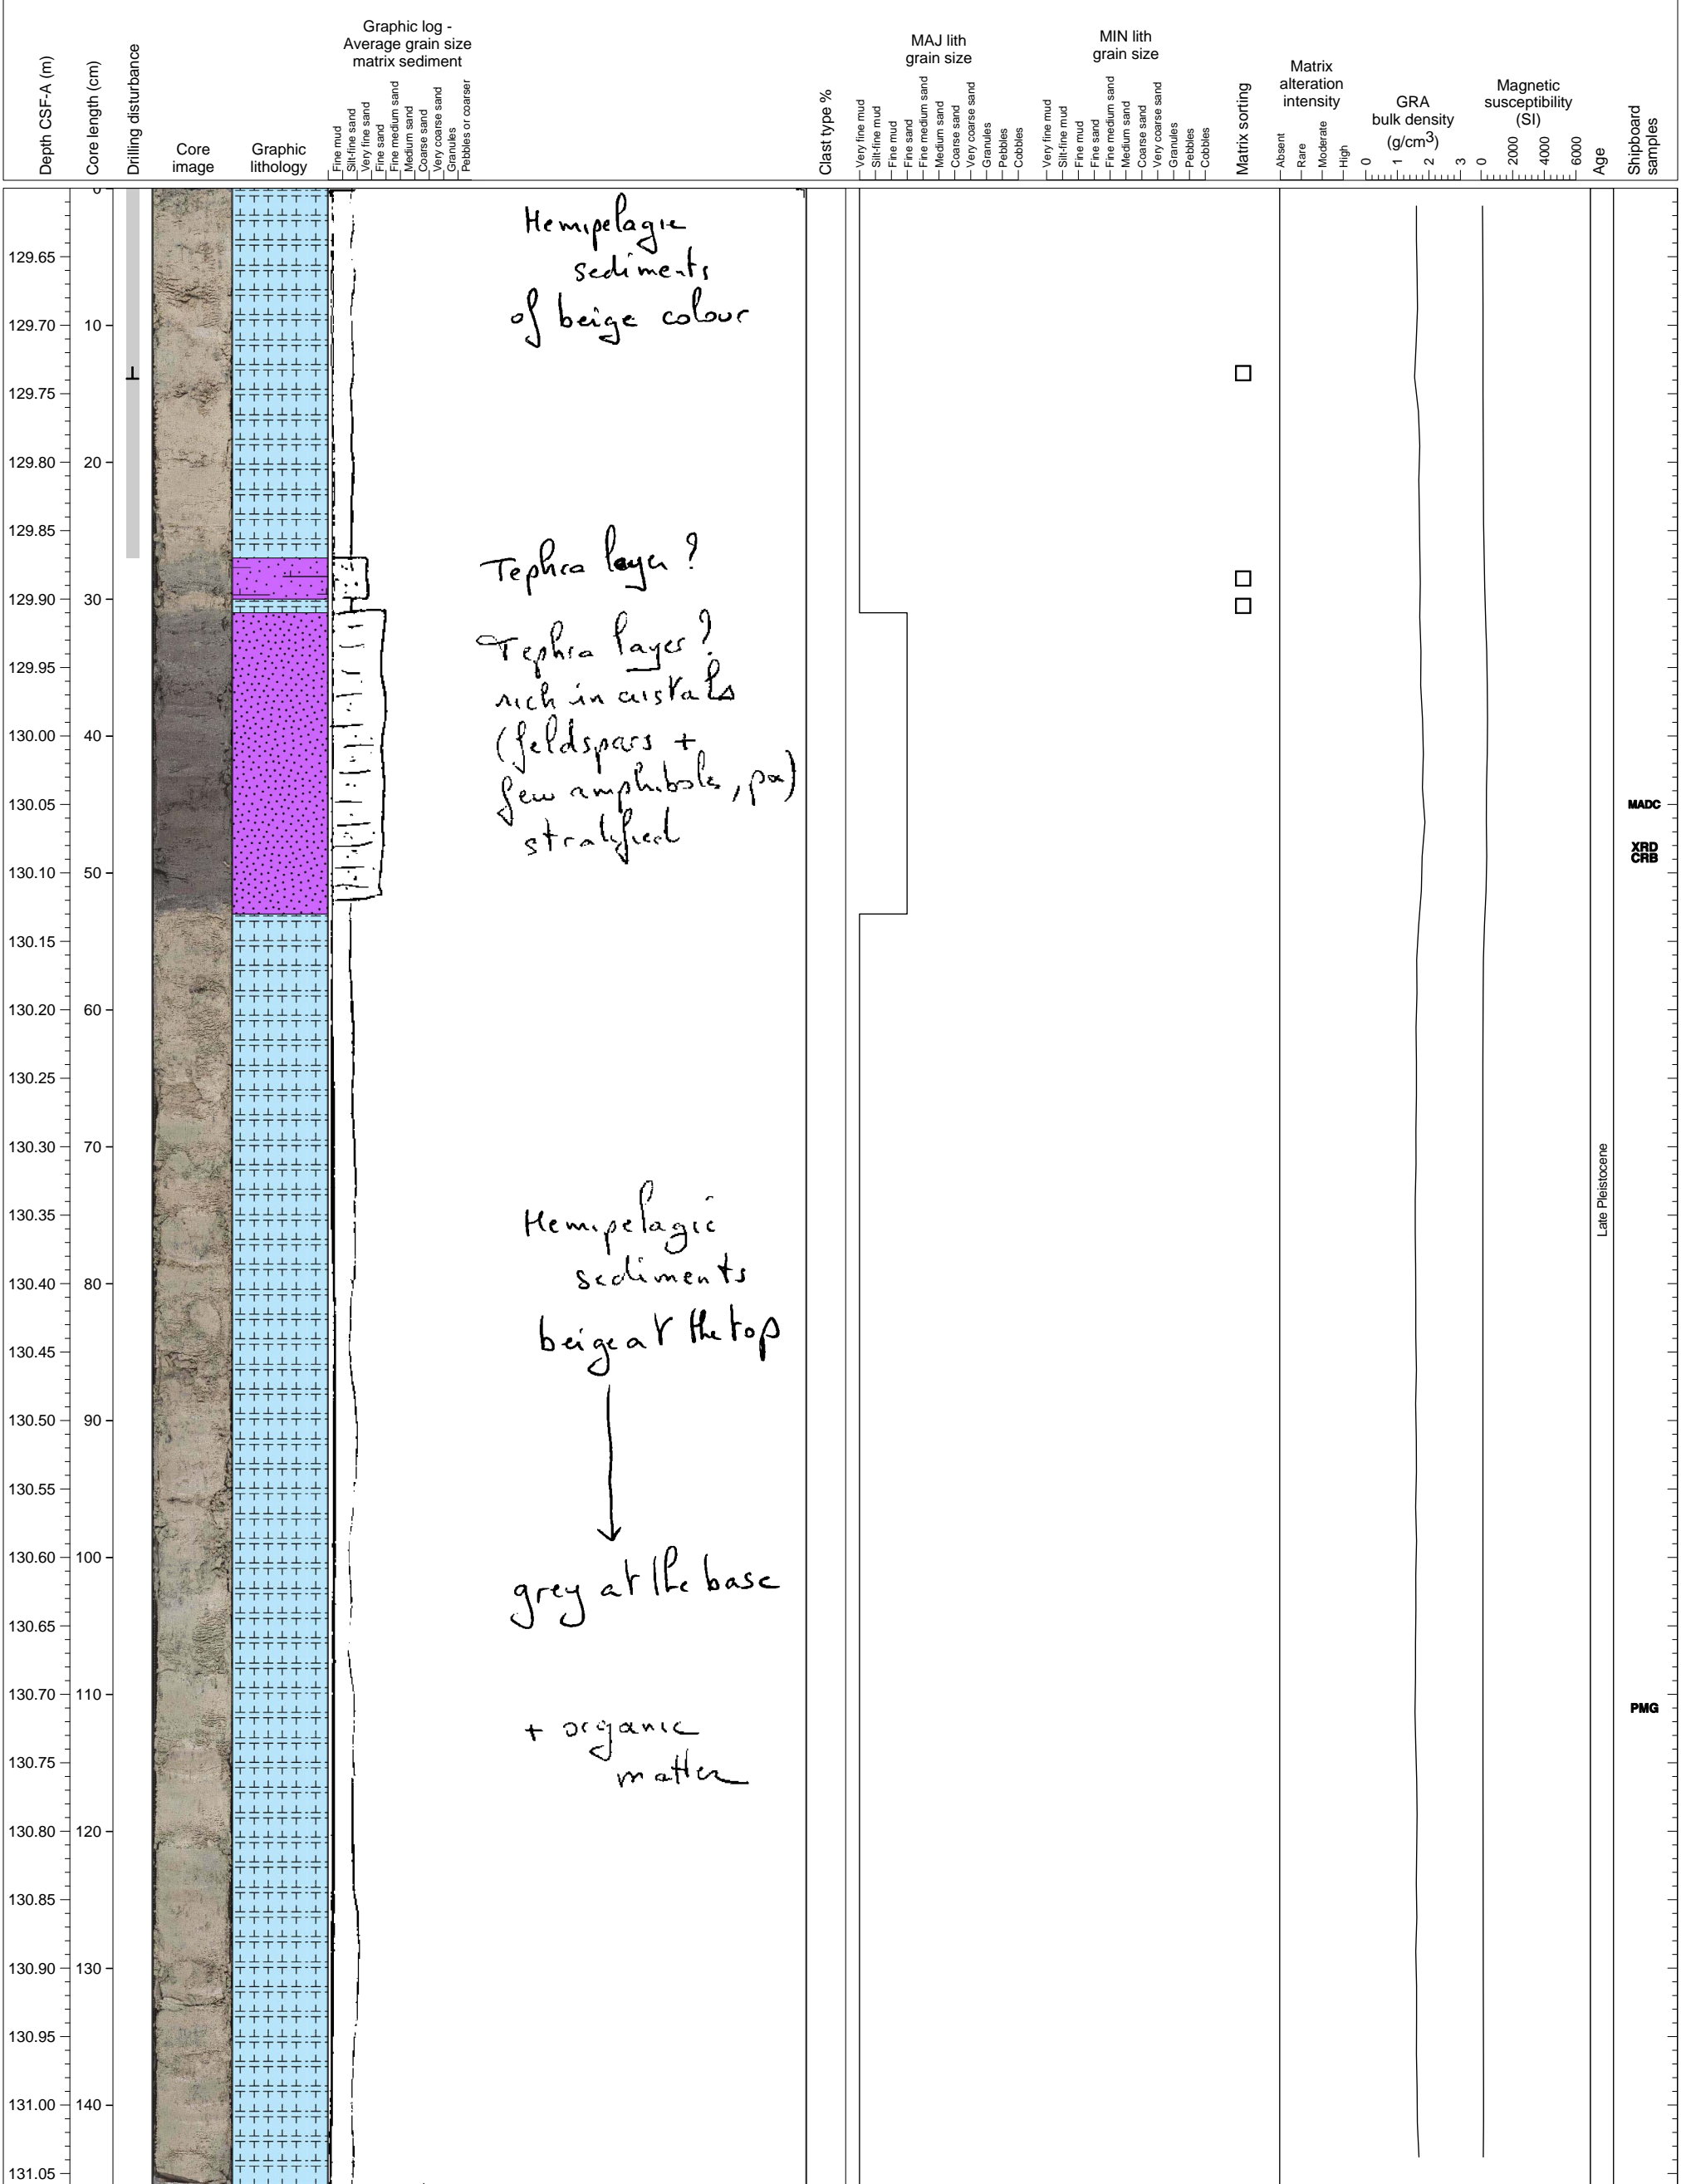 Depth CSF-A (m)
Core length (cm)
Drilling disturbance
Core
image
Graphic
lithology
Graphic log -
Average grain size
matrix sediment
Fine mud
Silt-fine sand
Very fine sand
Fine sand
Fine medium sand
Medium sand
Coarse sand
Very coarse sand
Granules
Pebbles or coarser
Clast type %
MAJ lith
grain size
Very fine mud
Silt-fine mud
Fine mud
Fine sand
Fine medium sand
Medium sand
Coarse sand
Very coarse sand
Granules
Pebbles
Cobbles
MIN lith
grain size
Very fine mud
Silt-fine mud
Fine mud
Fine sand
Fine medium sand
Medium sand
Coarse sand
Very coarse sand
Granules
Pebbles
Cobbles
Matrix sorting
Matrix
alteration
intensity
Absent
Rare
Moderate
High
GRA
bulk density
(g/cm3)
0 1 2 3
Magnetic
susceptibility
(SI)
0 2000 4000 6000
Age
Shipboard
samples
0
129.65
129.70 10
129.75
129.80 20
129.85
129.90 30
129.95
130.00 40
130.05
130.10 50
130.15
130.20 60
130.25
130.30 70
130.35
130.40 80
130.45
130.50 90
130.55
130.60 100
130.65
130.70 110
130.75
130.80 120
130.85
130.90 130
130.95
131.00 140
131.05
Hemipelagic
sediments
of beige colour
Tephra layer ?
Tephra layer ?
rich in cristals
(feldspars +
few amphibols, px)
stratified
Hemipelagic
sediments
beige at the top
grey at the base
+ organic
matter
Late Pleistocene
MADC
XRD
CRB
PMG